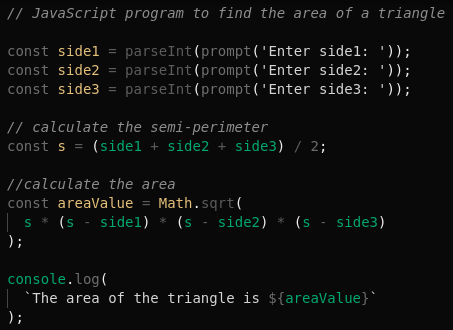 // JavaScript program to find the area of a triangle
const side1 = parseInt(prompt('Enter side1: '));
const side2 = parseInt(prompt('Enter side2: '));
const side3 = parseInt(prompt('Enter side3: '));
// calculate the semi-perimeter
const s = (side1 + side2 + side3) / 2;
//calculate the area
const areaValue = Math.sqrt(
  s * (s - side1) * (s - side2) * (s - side3)
);
console.log(
  `The area of the triangle is ${areaValue}`
);